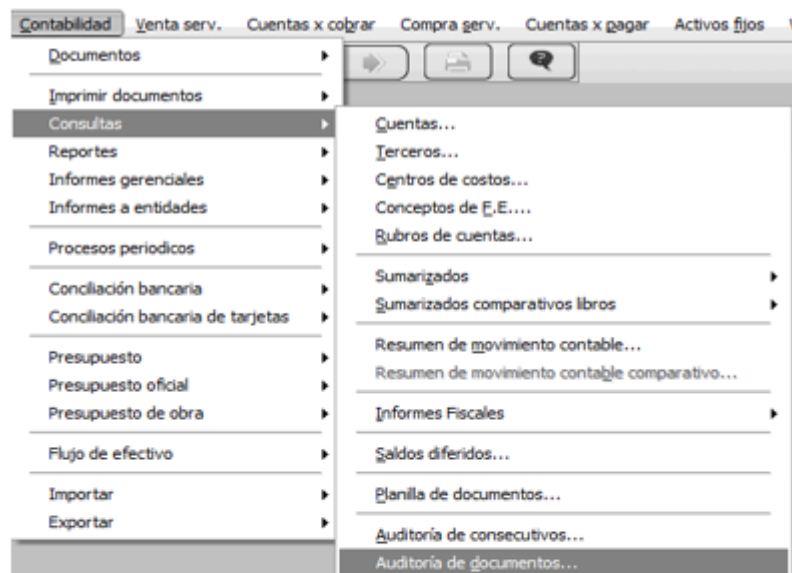 Contabilidad Venta serv. Cuentas x cobrar Compra serv. Cuentas x pagar Activos fijos
Documentos
Imprimir documentos
Consultas
Reportes
Informes gerenciales
Informes a entidades
Procesos periodicos
Conciliación bancaria
Conciliación bancaria de tarjetas
Presupuesto
Presupuesto oficial
Presupuesto de obra
Flujo de efectivo
Importar
Exportar
Cuentas...
Terceros...
Centros de costos...
Conceptos de F.E....
Rubros de cuentas...
Sumarizados
Sumarizados comparativos libros
Resumen de movimiento contable...
Resumen de movimiento contable comparativo...
Informes Fiscales
Saldos diferidos...
Planilla de documentos...
Auditoría de consecutivos...
Auditoría de documentos...